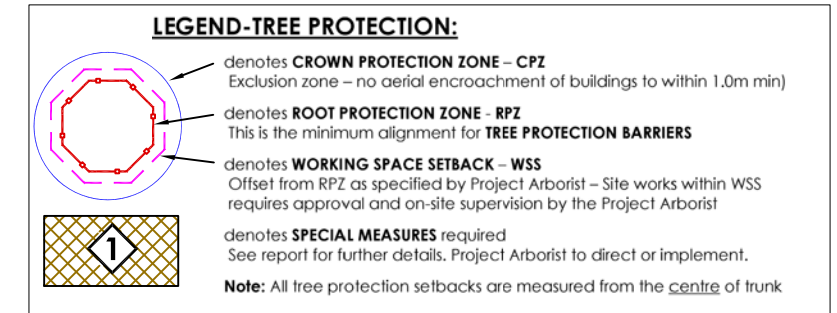 LEGEND-TREE PROTECTION:
denotes CROWN PROTECTION ZONE – CPZ
Exclusion zone – no aerial encroachment of buildings to within 1.0m min)
denotes ROOT PROTECTION ZONE - RPZ
This is the minimum alignment for TREE PROTECTION BARRIERS
denotes WORKING SPACE SETBACK – WSS
Offset from RPZ as specified by Project Arborist – Site works within WSS
requires approval and on-site supervision by the Project Arborist
1
denotes SPECIAL MEASURES required
See report for further details. Project Arborist to direct or implement.
Note: All tree protection setbacks are measured from the centre of trunk